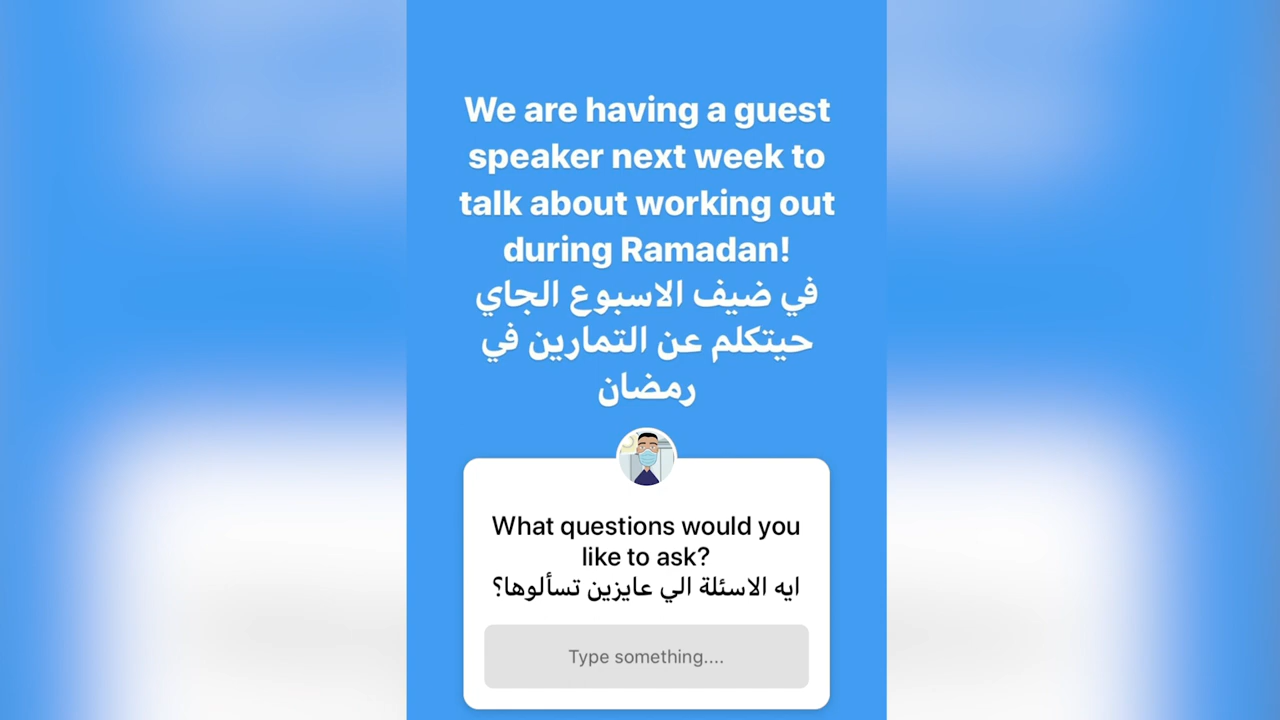 We are having a guest
speaker next week to
talk about working out
during Ramadan!
في ضيف الاسبوع الجاي
حيتكلم عن التمارين في
رمضان
What questions would you
like to ask?
ايه الاسئلة الي عايزين تسألوها؟
Type something....